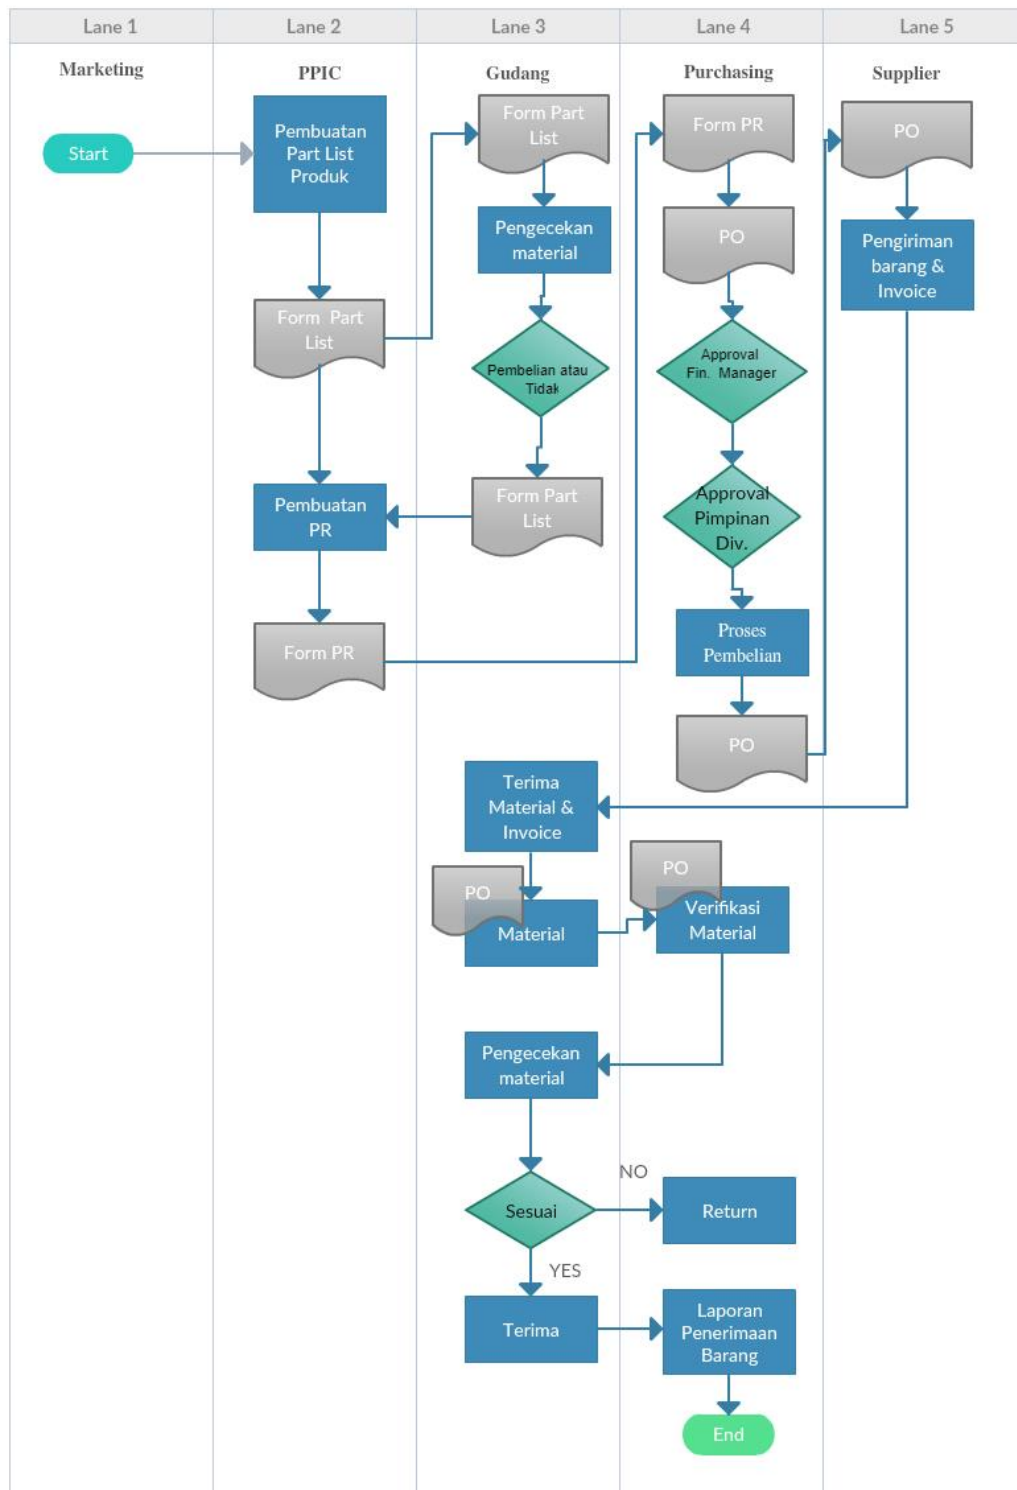 Lane 1
Lane 2
Lane 3
Lane 4
Lane 5
Marketing
PPIC
Gudang
Purchasing
Supplier
Start
Pembuatan
Part List
Produk
Form Part
List
Pembuatan
PR
Form PR
Form Part
List
Pengecekan
material
Pembelian atau
Tidak
Form Part
List
Form PR
PO
Approval
Fin. Manager
Approval
Pimpinan
Div.
Proses
Pembelian
PO
PO
Pengiriman
barang &
Invoice
Terima
Material &
Invoice
PO
Material
PO
Verifikasi
Material
Pengecekan
material
Sesuai
NO
Return
YES
Terima
Laporan
Penerimaan
Barang
End